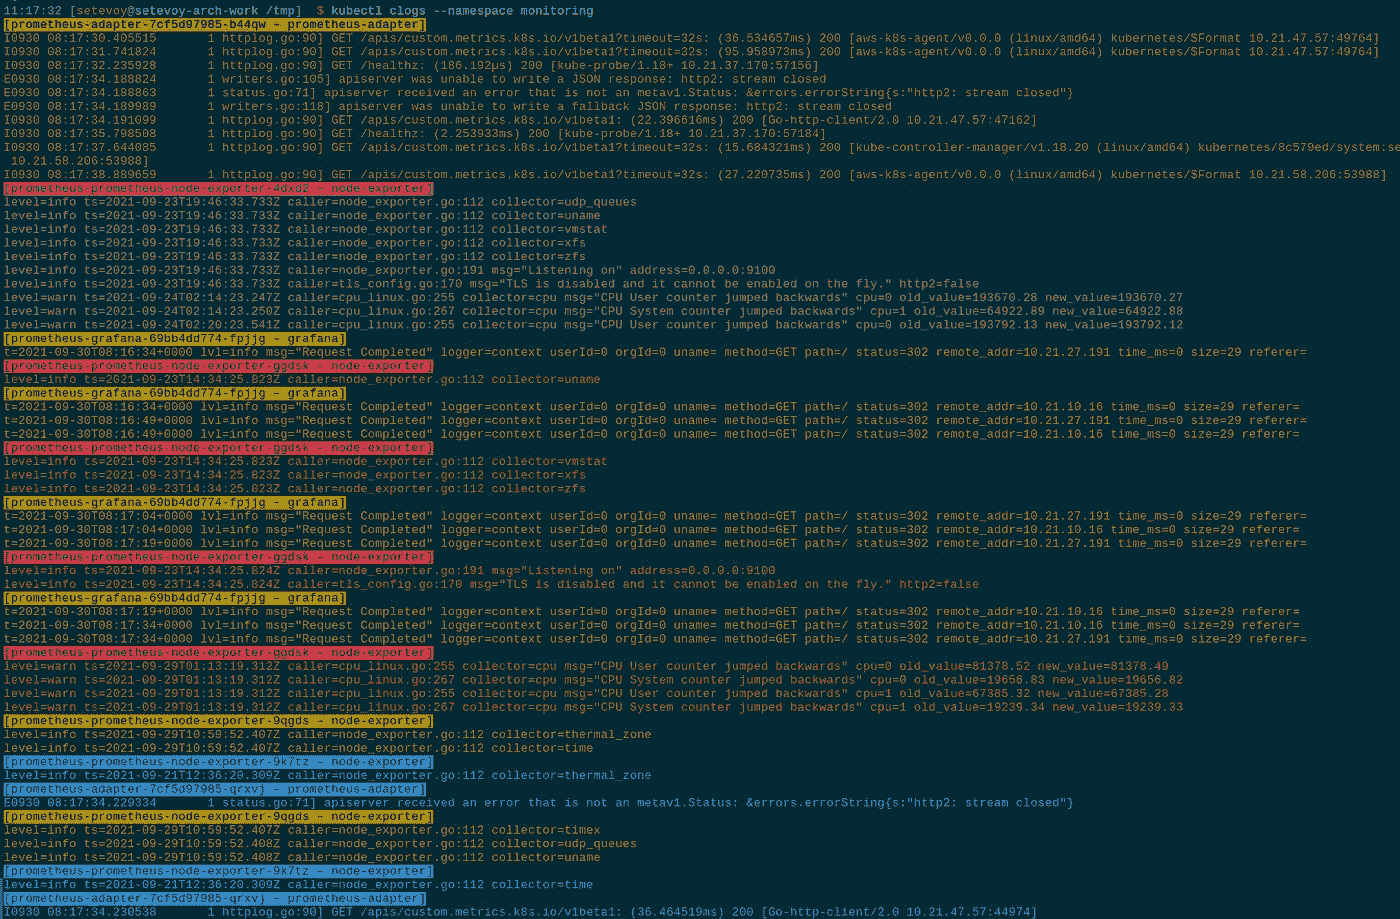 11:17:32 [setevoy@setevoy-arch-work /tmp]  $ kubectl clogs --namespace monitoring
[prometheus-adapter-7cf5d97985-b44qw – prometheus-adapter]
I0930 08:17:30.405515       1 httplog.go:90] GET /apis/custom.metrics.k8s.io/v1beta1?timeout=32s: (36.534657ms) 200 [aws-k8s-agent/v0.0.0 (linux/amd64) kubernetes/$Format 10.21.47.57:49764]
I0930 08:17:31.741824       1 httplog.go:90] GET /apis/custom.metrics.k8s.io/v1beta1?timeout=32s: (95.958973ms) 200 [aws-k8s-agent/v0.0.0 (linux/amd64) kubernetes/$Format 10.21.47.57:49764]
I0930 08:17:32.235928       1 httplog.go:90] GET /healthz: (186.192µs) 200 [kube-probe/1.18+ 10.21.37.170:57156]
E0930 08:17:34.188824       1 writers.go:105] apiserver was unable to write a JSON response: http2: stream closed
E0930 08:17:34.188863       1 status.go:71] apiserver received an error that is not an metav1.Status: &errors.errorString{s:"http2: stream closed"}
E0930 08:17:34.189989       1 writers.go:118] apiserver was unable to write a fallback JSON response: http2: stream closed
I0930 08:17:34.191099       1 httplog.go:90] GET /apis/custom.metrics.k8s.io/v1beta1: (22.396616ms) 200 [Go-http-client/2.0 10.21.47.57:47162]
I0930 08:17:35.798508       1 httplog.go:90] GET /healthz: (2.253933ms) 200 [kube-probe/1.18+ 10.21.37.170:57184]
I0930 08:17:37.644085       1 httplog.go:90] GET /apis/custom.metrics.k8s.io/v1beta1?timeout=32s: (15.684321ms) 200 [kube-controller-manager/v1.18.20 (linux/amd64) kubernetes/8c579ed/system:se
 10.21.58.206:53988]
I0930 08:17:38.889659       1 httplog.go:90] GET /apis/custom.metrics.k8s.io/v1beta1?timeout=32s: (27.220735ms) 200 [aws-k8s-agent/v0.0.0 (linux/amd64) kubernetes/$Format 10.21.58.206:53988]
[prometheus-prometheus-node-exporter-4dxd2 – node-exporter]
level=info ts=2021-09-23T19:46:33.733Z caller=node_exporter.go:112 collector=udp_queues
level=info ts=2021-09-23T19:46:33.733Z caller=node_exporter.go:112 collector=uname
level=info ts=2021-09-23T19:46:33.733Z caller=node_exporter.go:112 collector=vmstat
level=info ts=2021-09-23T19:46:33.733Z caller=node_exporter.go:112 collector=xfs
level=info ts=2021-09-23T19:46:33.733Z caller=node_exporter.go:112 collector=zfs
level=info ts=2021-09-23T19:46:33.733Z caller=node_exporter.go:191 msg="Listening on" address=0.0.0.0:9100
level=info ts=2021-09-23T19:46:33.733Z caller=tls_config.go:170 msg="TLS is disabled and it cannot be enabled on the fly." http2=false
level=warn ts=2021-09-24T02:14:23.247Z caller=cpu_linux.go:255 collector=cpu msg="CPU User counter jumped backwards" cpu=0 old_value=193670.28 new_value=193670.27
level=warn ts=2021-09-24T02:14:23.250Z caller=cpu_linux.go:267 collector=cpu msg="CPU System counter jumped backwards" cpu=1 old_value=64922.89 new_value=64922.88
level=warn ts=2021-09-24T02:20:23.541Z caller=cpu_linux.go:255 collector=cpu msg="CPU User counter jumped backwards" cpu=0 old_value=193792.13 new_value=193792.12
[prometheus-grafana-69bb4dd774-fpjjg – grafana]
t=2021-09-30T08:16:34+0000 lvl=info msg="Request Completed" logger=context userId=0 orgId=0 uname= method=GET path=/ status=302 remote_addr=10.21.27.191 time_ms=0 size=29 referer=
[prometheus-prometheus-node-exporter-ggdsk – node-exporter]
level=info ts=2021-09-23T14:34:25.823Z caller=node_exporter.go:112 collector=uname
[prometheus-grafana-69bb4dd774-fpjjg – grafana]
t=2021-09-30T08:16:34+0000 lvl=info msg="Request Completed" logger=context userId=0 orgId=0 uname= method=GET path=/ status=302 remote_addr=10.21.10.16 time_ms=0 size=29 referer=
t=2021-09-30T08:16:49+0000 lvl=info msg="Request Completed" logger=context userId=0 orgId=0 uname= method=GET path=/ status=302 remote_addr=10.21.27.191 time_ms=0 size=29 referer=
t=2021-09-30T08:16:49+0000 lvl=info msg="Request Completed" logger=context userId=0 orgId=0 uname= method=GET path=/ status=302 remote_addr=10.21.10.16 time_ms=0 size=29 referer=
[prometheus-prometheus-node-exporter-ggdsk – node-exporter]
level=info ts=2021-09-23T14:34:25.823Z caller=node_exporter.go:112 collector=vmstat
level=info ts=2021-09-23T14:34:25.823Z caller=node_exporter.go:112 collector=xfs
level=info ts=2021-09-23T14:34:25.823Z caller=node_exporter.go:112 collector=zfs
[prometheus-grafana-69bb4dd774-fpjjg – grafana]
t=2021-09-30T08:17:04+0000 lvl=info msg="Request Completed" logger=context userId=0 orgId=0 uname= method=GET path=/ status=302 remote_addr=10.21.27.191 time_ms=0 size=29 referer=
t=2021-09-30T08:17:04+0000 lvl=info msg="Request Completed" logger=context userId=0 orgId=0 uname= method=GET path=/ status=302 remote_addr=10.21.10.16 time_ms=0 size=29 referer=
t=2021-09-30T08:17:19+0000 lvl=info msg="Request Completed" logger=context userId=0 orgId=0 uname= method=GET path=/ status=302 remote_addr=10.21.27.191 time_ms=0 size=29 referer=
[prometheus-prometheus-node-exporter-ggdsk – node-exporter]
level=info ts=2021-09-23T14:34:25.824Z caller=node_exporter.go:191 msg="Listening on" address=0.0.0.0:9100
level=info ts=2021-09-23T14:34:25.824Z caller=tls_config.go:170 msg="TLS is disabled and it cannot be enabled on the fly." http2=false
[prometheus-grafana-69bb4dd774-fpjjg – grafana]
t=2021-09-30T08:17:19+0000 lvl=info msg="Request Completed" logger=context userId=0 orgId=0 uname= method=GET path=/ status=302 remote_addr=10.21.10.16 time_ms=0 size=29 referer=
t=2021-09-30T08:17:34+0000 lvl=info msg="Request Completed" logger=context userId=0 orgId=0 uname= method=GET path=/ status=302 remote_addr=10.21.10.16 time_ms=0 size=29 referer=
t=2021-09-30T08:17:34+0000 lvl=info msg="Request Completed" logger=context userId=0 orgId=0 uname= method=GET path=/ status=302 remote_addr=10.21.27.191 time_ms=0 size=29 referer=
[prometheus-prometheus-node-exporter-ggdsk – node-exporter]
level=warn ts=2021-09-29T01:13:19.312Z caller=cpu_linux.go:255 collector=cpu msg="CPU User counter jumped backwards" cpu=0 old_value=81378.52 new_value=81378.49
level=warn ts=2021-09-29T01:13:19.312Z caller=cpu_linux.go:267 collector=cpu msg="CPU System counter jumped backwards" cpu=0 old_value=19656.83 new_value=19656.82
level=warn ts=2021-09-29T01:13:19.312Z caller=cpu_linux.go:255 collector=cpu msg="CPU User counter jumped backwards" cpu=1 old_value=67385.32 new_value=67385.28
level=warn ts=2021-09-29T01:13:19.312Z caller=cpu_linux.go:267 collector=cpu msg="CPU System counter jumped backwards" cpu=1 old_value=19239.34 new_value=19239.33
[prometheus-prometheus-node-exporter-9qgds – node-exporter]
level=info ts=2021-09-29T10:59:52.407Z caller=node_exporter.go:112 collector=thermal_zone
level=info ts=2021-09-29T10:59:52.407Z caller=node_exporter.go:112 collector=time
[prometheus-prometheus-node-exporter-9k7tz – node-exporter]
level=info ts=2021-09-21T12:36:20.309Z caller=node_exporter.go:112 collector=thermal_zone
[prometheus-adapter-7cf5d97985-qrxvj – prometheus-adapter]
E0930 08:17:34.229334       1 status.go:71] apiserver received an error that is not an metav1.Status: &errors.errorString{s:"http2: stream closed"}
[prometheus-prometheus-node-exporter-9qgds – node-exporter]
level=info ts=2021-09-29T10:59:52.407Z caller=node_exporter.go:112 collector=timex
level=info ts=2021-09-29T10:59:52.408Z caller=node_exporter.go:112 collector=udp_queues
level=info ts=2021-09-29T10:59:52.408Z caller=node_exporter.go:112 collector=uname
[prometheus-prometheus-node-exporter-9k7tz – node-exporter]
level=info ts=2021-09-21T12:36:20.309Z caller=node_exporter.go:112 collector=time
[prometheus-adapter-7cf5d97985-qrxvj – prometheus-adapter]
I0930 08:17:34.230538       1 httplog.go:90] GET /apis/custom.metrics.k8s.io/v1beta1: (36.464519ms) 200 [Go-http-client/2.0 10.21.47.57:44974]